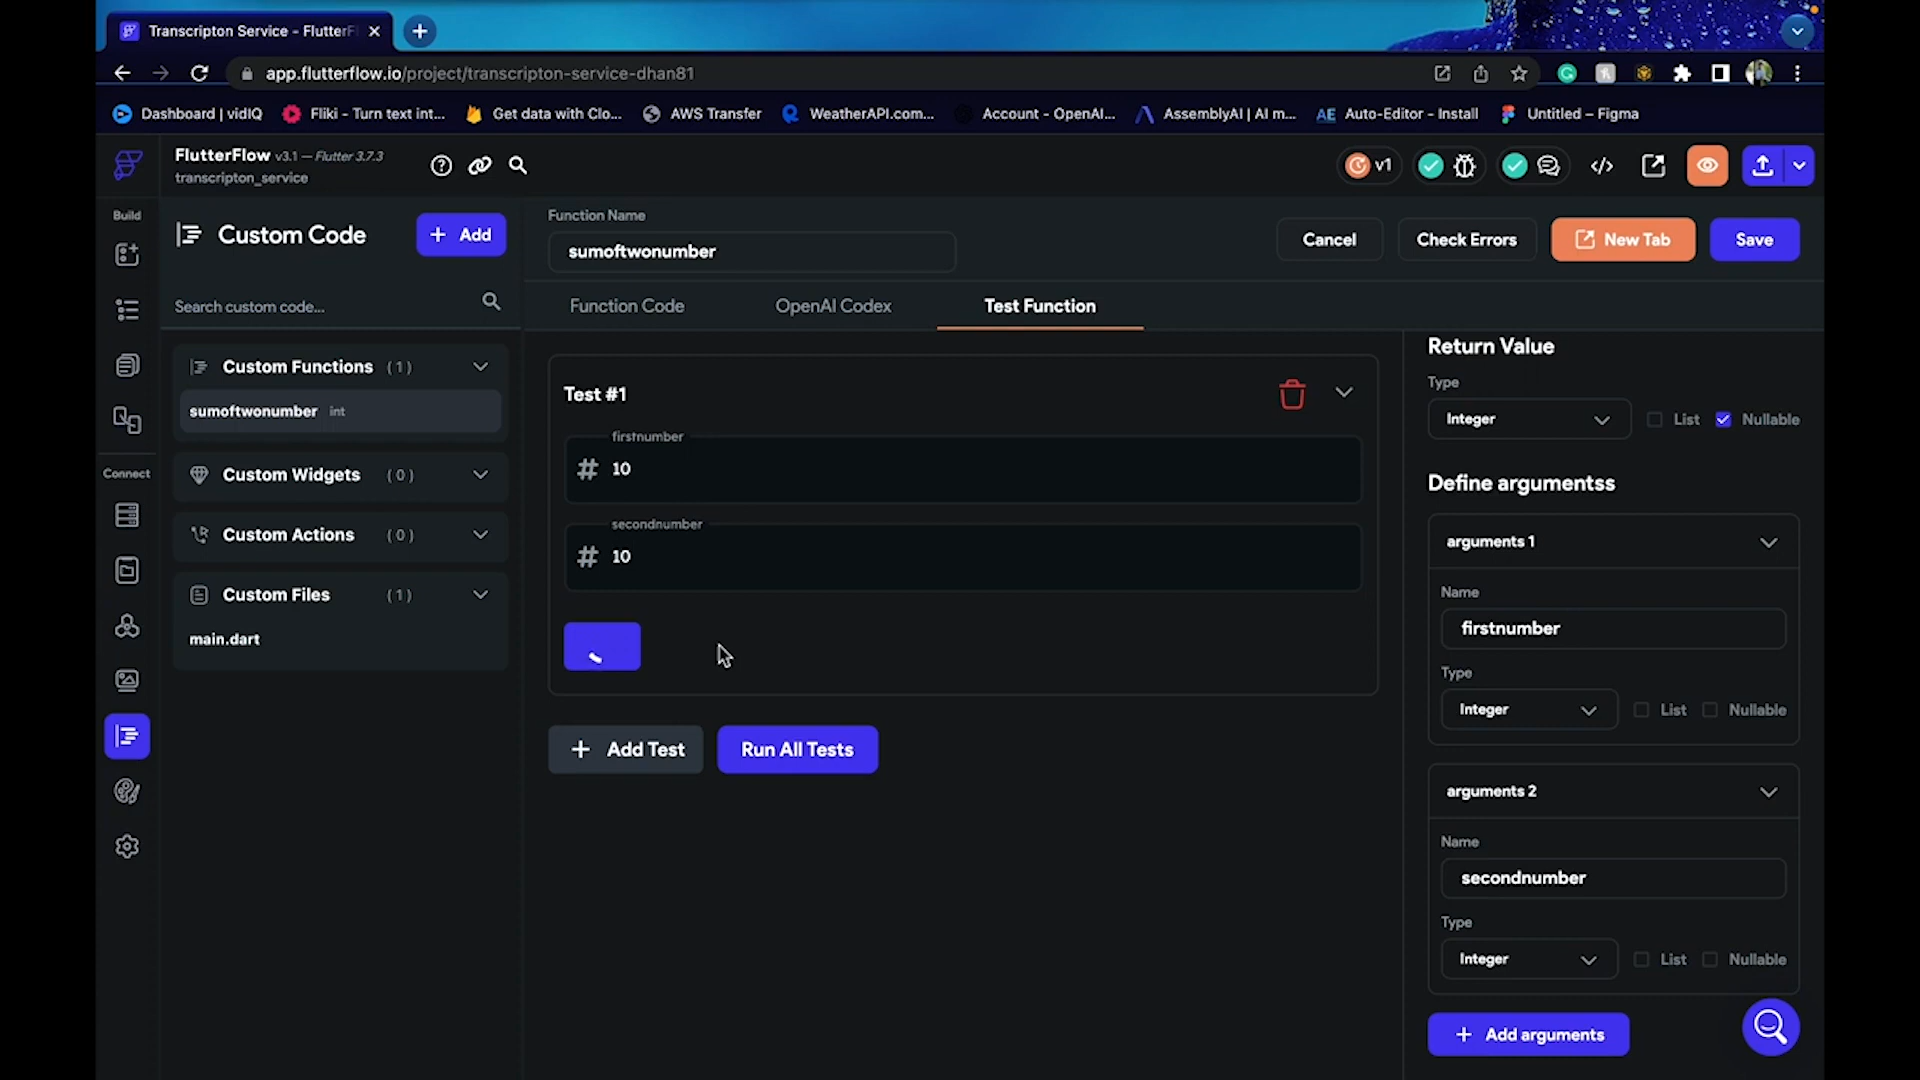 Transcripton Service - FlutterFl
app.flutterflow.io/project/transcripton-service-dhan81
Dashboard | vidIQ
Fliki - Turn text int...
Get data with Clo...
AWS Transfer
WeatherAPI.com...
Account - OpenAI...
AssemblyAI | AI m...
AE Auto-Editor - Install
Untitled – Figma
FlutterFlow v3.1 — Flutter 3.7.3
transcripton_service
v1
Build
Connect
Custom Code
+ Add
Search custom code...
Custom Functions (1)
sumoftwonumber int
Custom Widgets (0)
Custom Actions (0)
Custom Files (1)
main.dart
Function Name
sumoftwonumber
Cancel
Check Errors
New Tab
Save
Function Code
OpenAI Codex
Test Function
Test #1
firstnumber
# 10
secondnumber
# 10
+ Add Test
Run All Tests
Return Value
Type
Integer
List
Nullable
Define argumentss
arguments 1
Name
firstnumber
Type
Integer
List
Nullable
arguments 2
Name
secondnumber
Type
Integer
List
Nullable
+ Add arguments